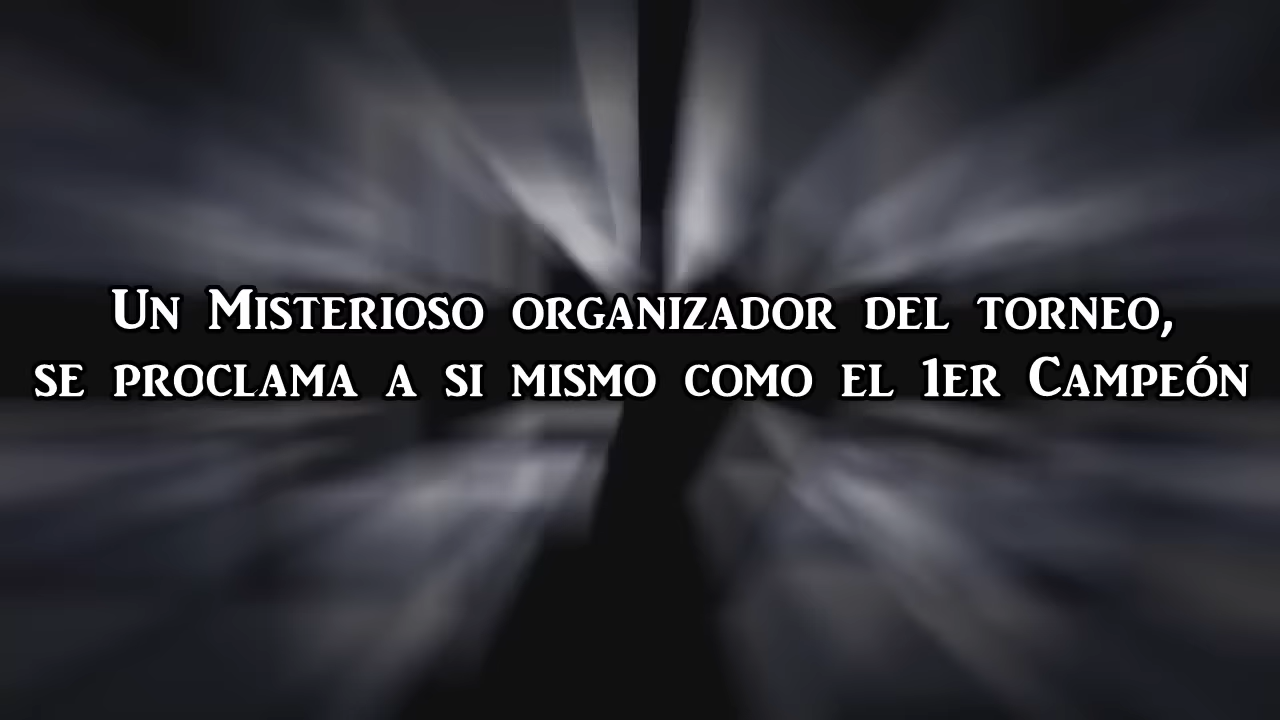 Un Misterioso organizador del torneo,
se proclama a si mismo como el 1er Campeón